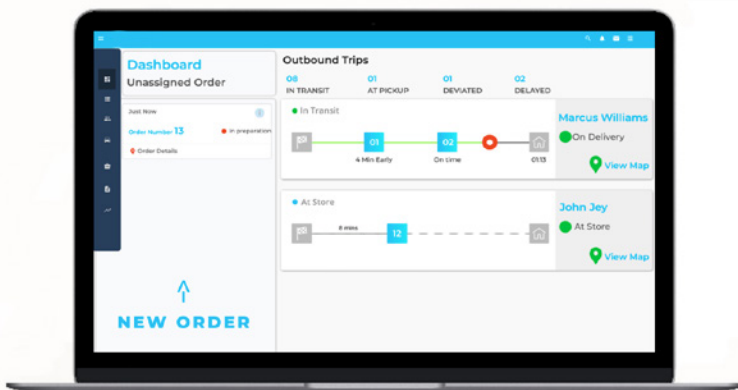 Dashboard
Unassigned Order
Just Now
Order Number 13
In preparation
Order Details
NEW ORDER
Outbound Trips
08
IN TRANSIT
01
AT PICKUP
01
DEVIATED
02
DELAYED
In Transit
01
02
4 Min Early
On time
01:13
Marcus Williams
On Delivery
View Map
At Store
8 mins
12
John Jey
At Store
View Map